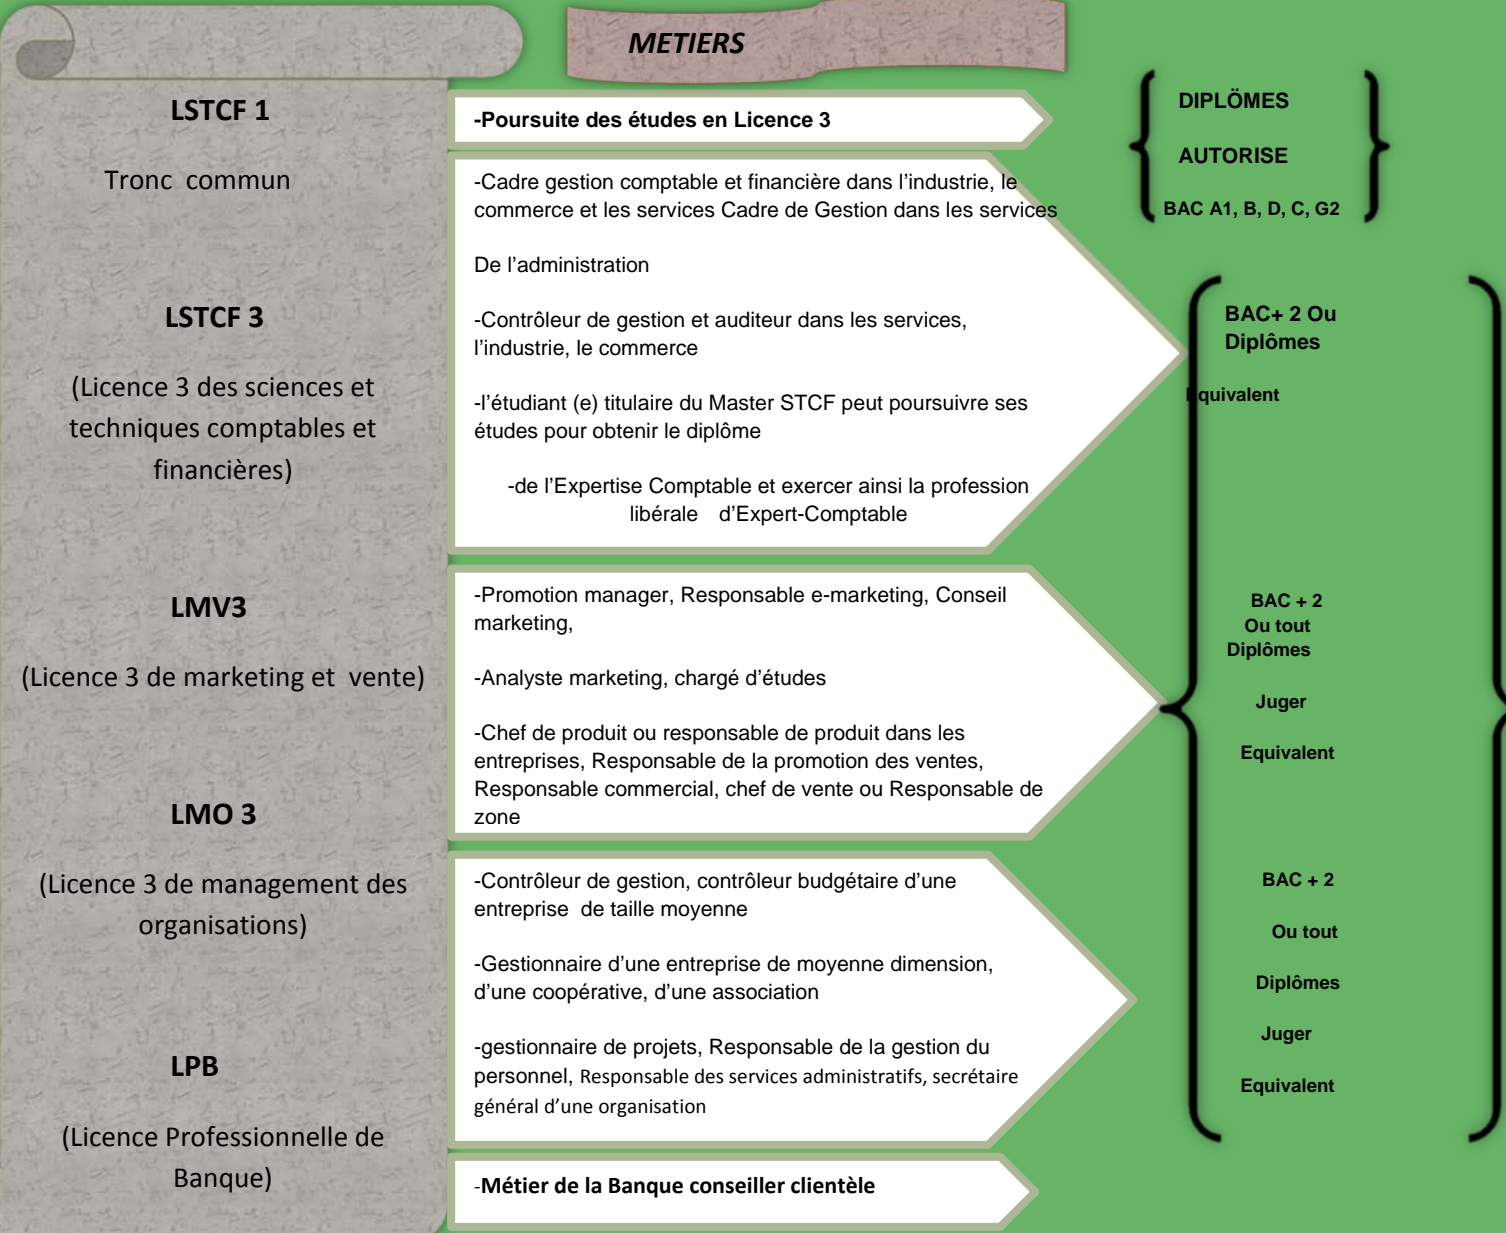 METIERS
LSTCF 1
Tronc commun
LSTCF 3
(Licence 3 des sciences et
techniques comptables et
financières)
LMV3
(Licence 3 de marketing et vente)
LMO 3
(Licence 3 de management des
organisations)
LPB
(Licence Professionnelle de
Banque)
-Poursuite des études en Licence 3
-Cadre gestion comptable et financière dans l’industrie, le
commerce et les services Cadre de Gestion dans les services
De l’administration
-Contrôleur de gestion et auditeur dans les services,
l’industrie, le commerce
-l’étudiant (e) titulaire du Master STCF peut poursuivre ses
études pour obtenir le diplôme
-de l’Expertise Comptable et exercer ainsi la profession
libérale d’Expert-Comptable
-Promotion manager, Responsable e-marketing, Conseil
marketing,
-Analyste marketing, chargé d’études
-Chef de produit ou responsable de produit dans les
entreprises, Responsable de la promotion des ventes,
Responsable commercial, chef de vente ou Responsable de
zone
-Contrôleur de gestion, contrôleur budgétaire d’une
entreprise de taille moyenne
-Gestionnaire d’une entreprise de moyenne dimension,
d’une coopérative, d’une association
-gestionnaire de projets, Responsable de la gestion du
personnel, Responsable des services administratifs, secrétaire
général d’une organisation
-Métier de la Banque conseiller clientèle
DIPLÖMES
AUTORISE
BAC A1, B, D, C, G2
BAC+ 2 Ou
Diplômes
Equivalent
BAC + 2
Ou tout
Diplômes
Juger
Equivalent
BAC + 2
Ou tout
Diplômes
Juger
Equivalent